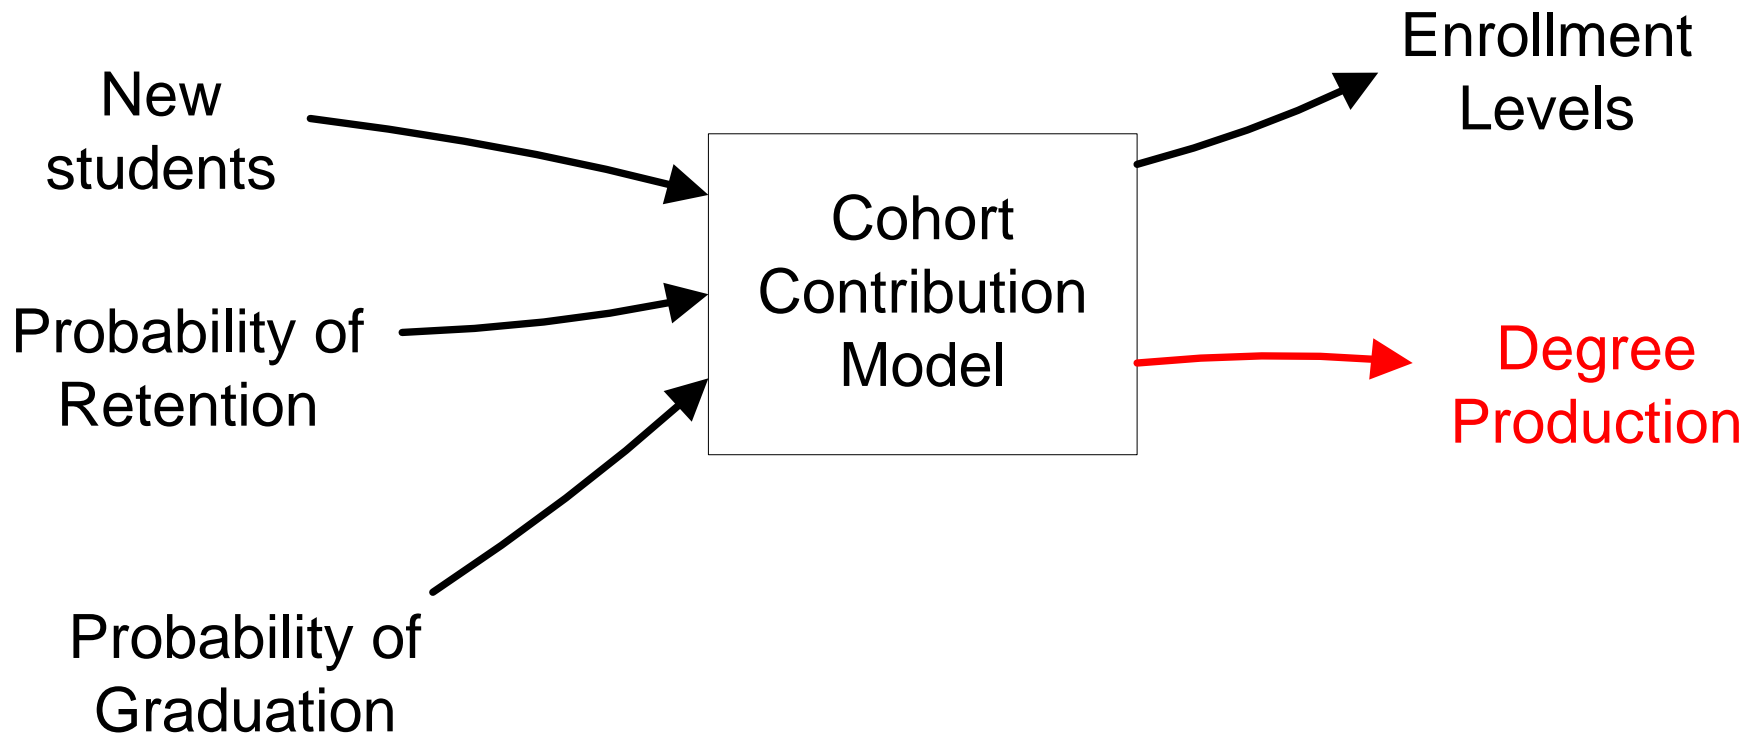 New
students
Probability of
Retention
Probability of
Graduation
Cohort
Contribution
Model
Enrollment
Levels
Degree
Production